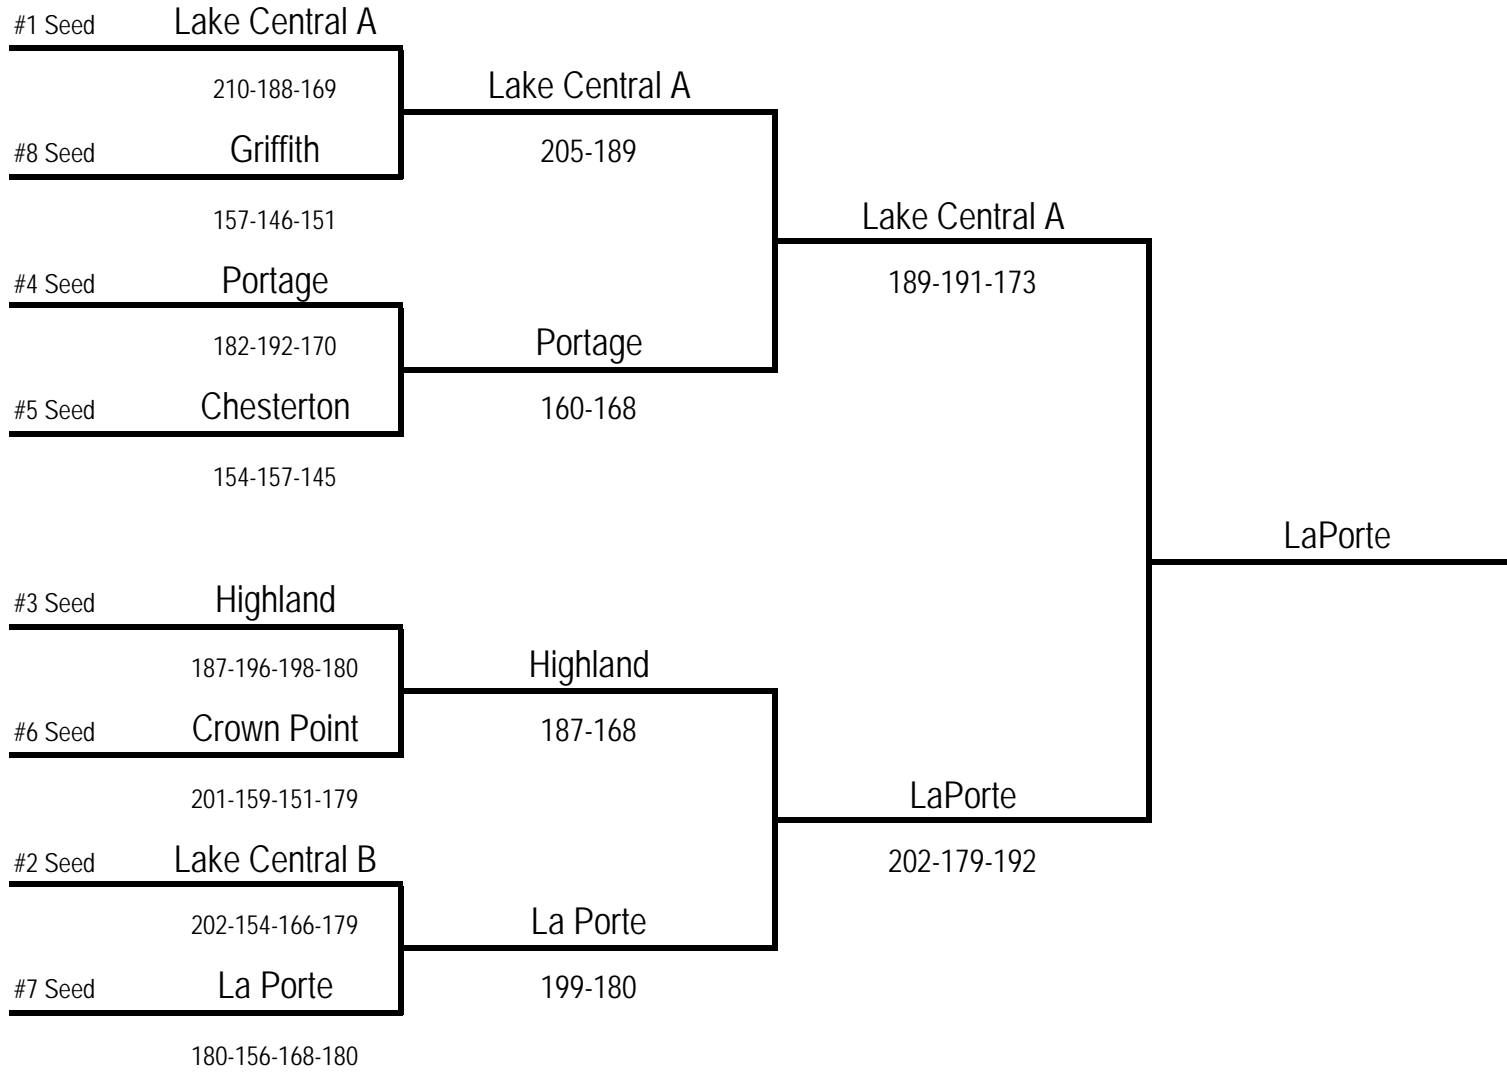 #1 Seed Lake Central A
210-188-169
#8 Seed Griffith
157-146-151
#4 Seed Portage
182-192-170
#5 Seed Chesterton
154-157-145
#3 Seed Highland
187-196-198-180
#6 Seed Crown Point
201-159-151-179
#2 Seed Lake Central B
202-154-166-179
#7 Seed La Porte
180-156-168-180
Lake Central A
205-189
Portage
160-168
Highland
187-168
La Porte
199-180
Lake Central A
189-191-173
LaPorte
202-179-192
LaPorte